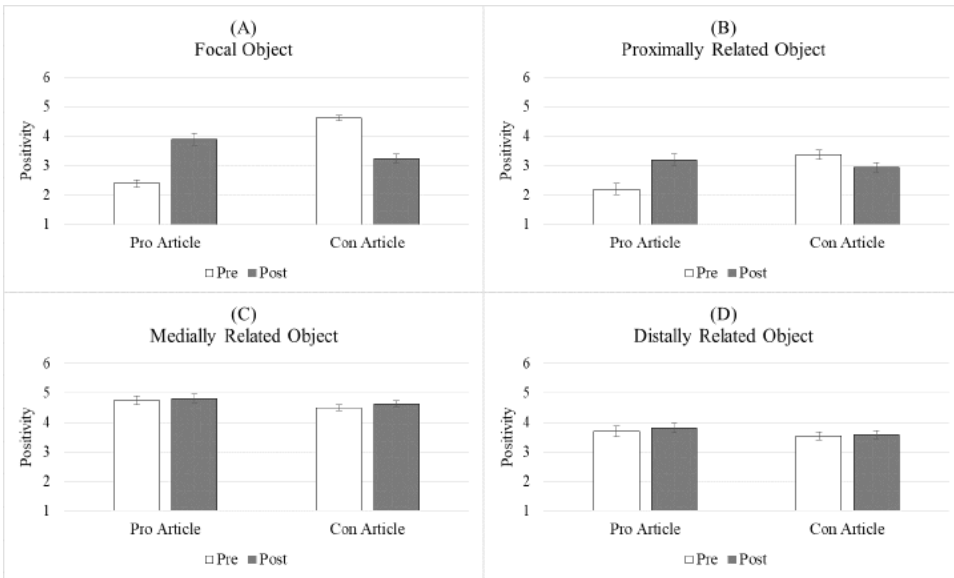 (A)
Focal Object
6
5
4
3
2
1
Positivity
Pro Article
Con Article
Pre Post
(B)
Proximally Related Object
6
5
4
3
2
1
Positivity
Pro Article
Con Article
Pre Post
(C)
Medially Related Object
6
5
4
3
2
1
Positivity
Pro Article
Con Article
Pre Post
(D)
Distally Related Object
6
5
4
3
2
1
Positivity
Pro Article
Con Article
Pre Post